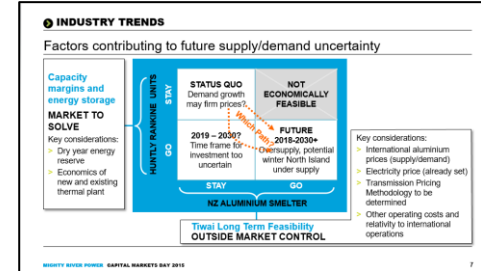 INDUSTRY TRENDS
Factors contributing to future supply/demand uncertainty
Capacity
margins and
energy storage
MARKET TO
SOLVE
Key considerations:
> Dry year energy
reserve
> Economics of
new and existing
thermal plant
HUNTLY RANKINE UNITS
STAY
GO
STATUS QUO
Demand growth
may firm prices?
NOT
ECONOMICALLY
FEASIBLE
Which Path?
2019 – 2030?
Time frame for
investment too
uncertain
FUTURE
2018-2030+
Oversupply, potential
winter North Island
under supply
STAY
GO
NZ ALUMINIUM SMELTER
Tiwai Long Term Feasibility
OUTSIDE MARKET CONTROL
Key considerations:
> International aluminium
prices (supply/demand)
> Electricity price (already set)
> Transmission Pricing
Methodology to be
determined
> Other operating costs and
relativity to international
operations
MIGHTY RIVER POWER CAPITAL MARKETS DAY 2015
7